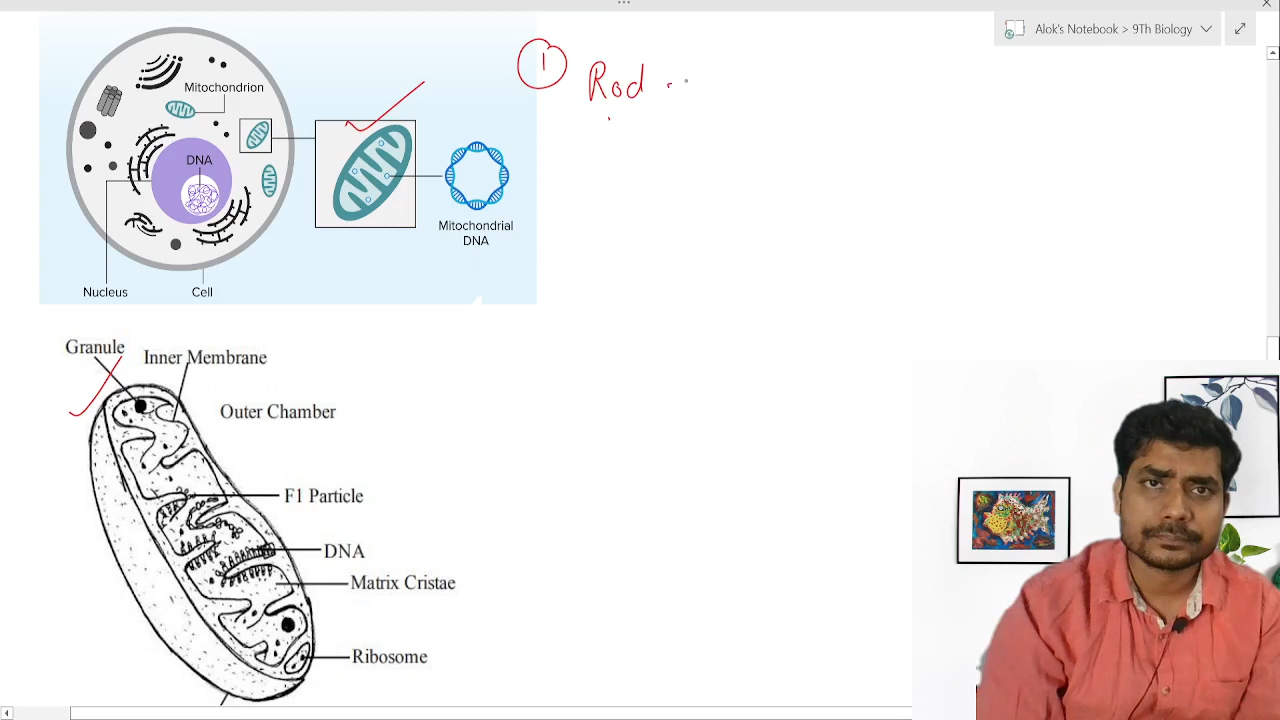 Alok's Notebook > 9Th Biology
1
Rod
Mitochondrion
DNA
Mitochondrial
DNA
Nucleus
Cell
Granule
Inner Membrane
Outer Chamber
F1 Particle
DNA
Matrix Cristae
Ribosome